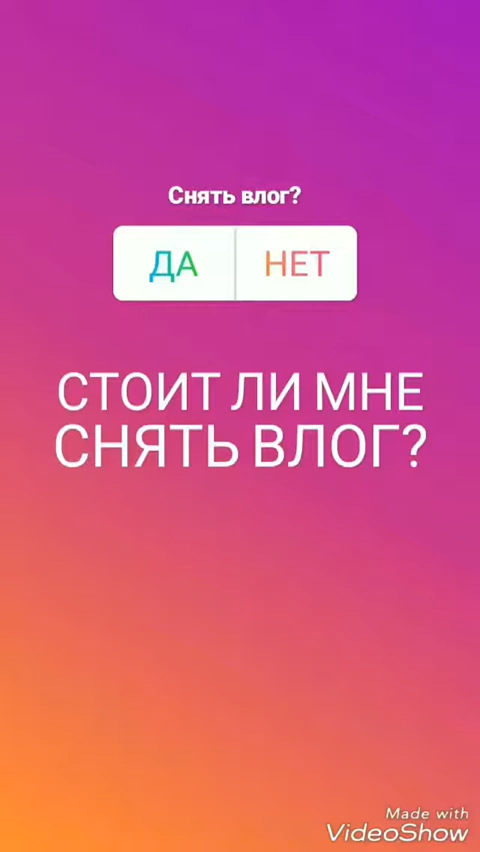 Снять влог?
ДА НЕТ
СТОИТ ЛИ МНЕ
СНЯТЬ ВЛОГ?
Made with
VideoShow